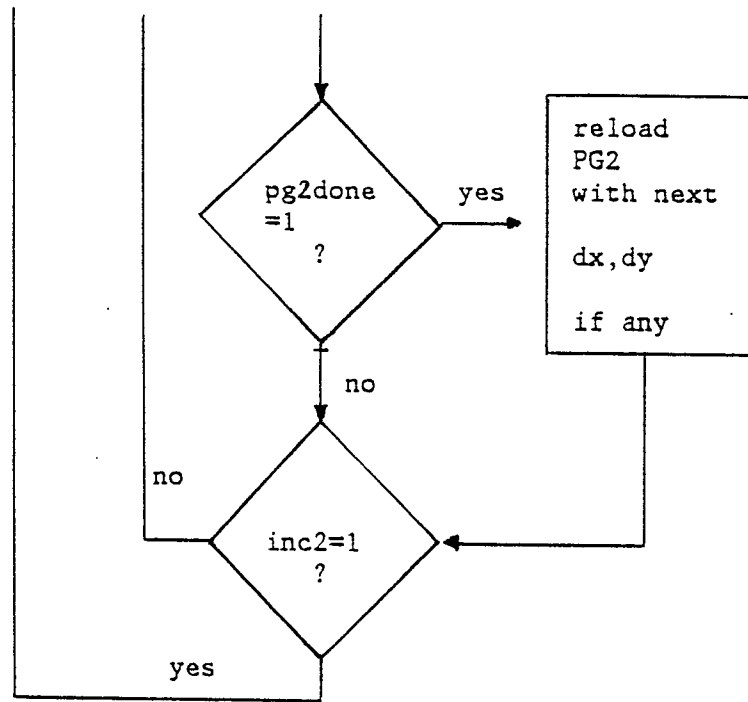 pg2done
=1
?
yes
reload
PG2
with next
dx,dy
if any
no
no
inc2=1
?
yes